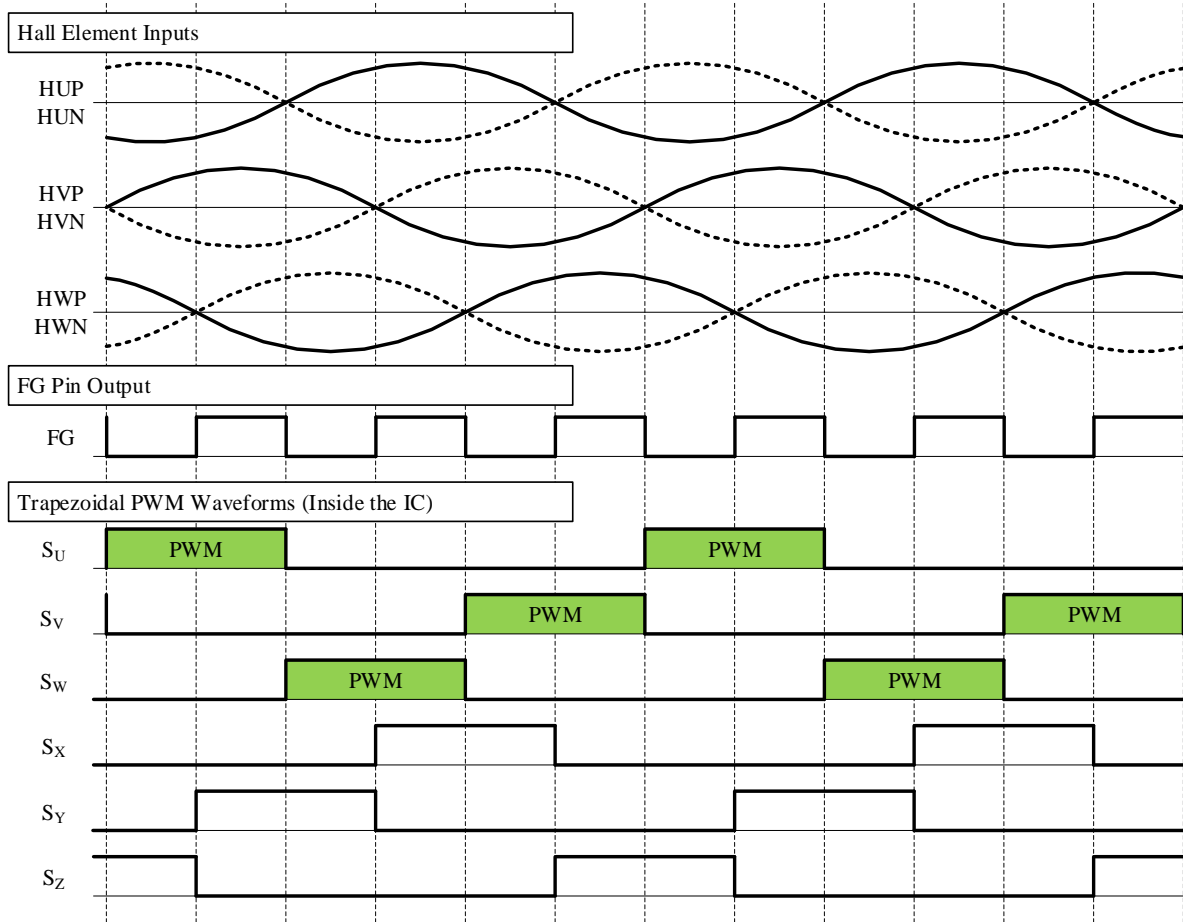 Hall Element Inputs
HUP
HUN
HVP
HVN
HWP
HWN
FG Pin Output
FG
Trapezoidal PWM Waveforms (Inside the IC)
SU PWM PWM
SV PWM PWM
SW PWM PWM
SX
SY
SZ